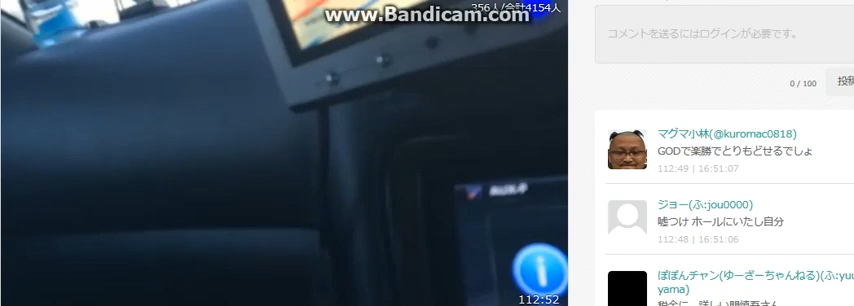 www.Bandicam.com
356人/合計4154人
AUX-0
112:52
コメントを送るにはログインが必要です。
0 / 100
投稿
マグマ小林(@kuromac0818)
GODで楽勝でとりもどせるでしょ
112:49 | 16:51:07
ジョー(ふ:jou0000)
嘘つけ ホールにいたし自分
112:48 | 16:51:06
ぽぽんチャン(ゆーざーちゃんねる)(ふ:yuu
yama)